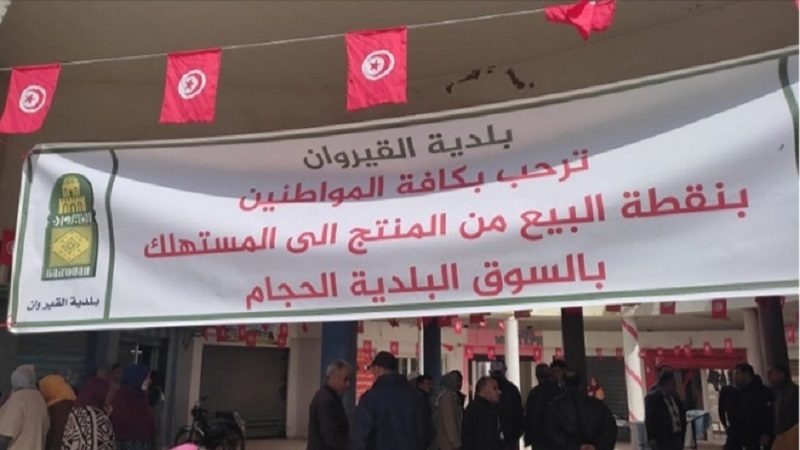 بلدية القيروان
ترحب بكافة المواطنين
بنقطة البيع من المنتج الى المستهلك
بالسوق البلدية الحجام
بلدية القيروان